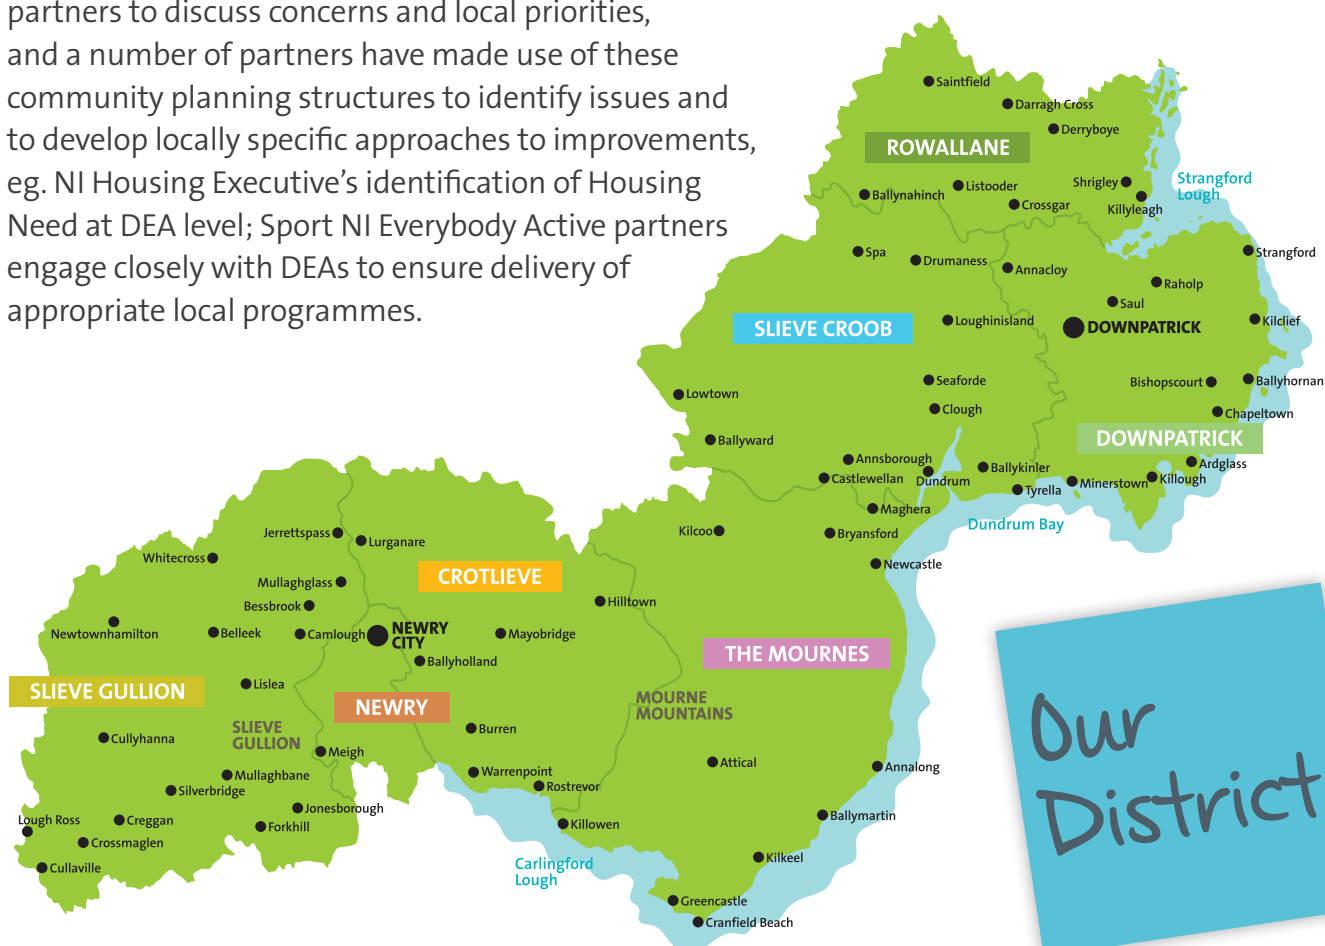 partners to discuss concerns and local priorities,
and a number of partners have made use of these
community planning structures to identify issues and
to develop locally specific approaches to improvements,
eg. NI Housing Executive’s identification of Housing
Need at DEA level; Sport NI Everybody Active partners
engage closely with DEAs to ensure delivery of
appropriate local programmes.
Saintfield
Darragh Cross
Derryboye
ROWALLANE
Ballynahinch
Listooder
Crossgar
Shrigley
Killyleagh
Strangford
Lough
Spa
Drumaness
Annacloy
Strangford
Raholp
Saul
SLIEVE CROOB
Loughinisland
DOWNPATRICK
Kilclief
Lowtown
Seaforde
Bishopscourt
Ballyhornan
Clough
Chapeltown
Ballyward
DOWNPATRICK
Annsborough
Castlewellan
Dundrum
Ballykinler
Tyrella
Minerstown
Killough
Ardglass
Maghera
Dundrum Bay
Kilcoo
Bryansford
Newcastle
Jerrettspass
Lurganare
Whitecross
Mullaghglass
CROTLIEVE
Bessbrook
Hilltown
Newtownhamilton
Belleek
Camlough
NEWRY
CITY
Mayobridge
Ballyholland
THE MOURNES
SLIEVE GULLION
Lislea
NEWRY
MOURNE
MOUNTAINS
SLIEVE
GULLION
Burren
Cullyhanna
Meigh
Attical
Annalong
Mullaghbane
Silverbridge
Warrenpoint
Rostrevor
Jonesborough
Lough Ross
Creggan
Forkhill
Killowen
Ballymartin
Crossmaglen
Cullaville
Carlingford
Lough
Kilkeel
Greencastle
Cranfield Beach
Our
District